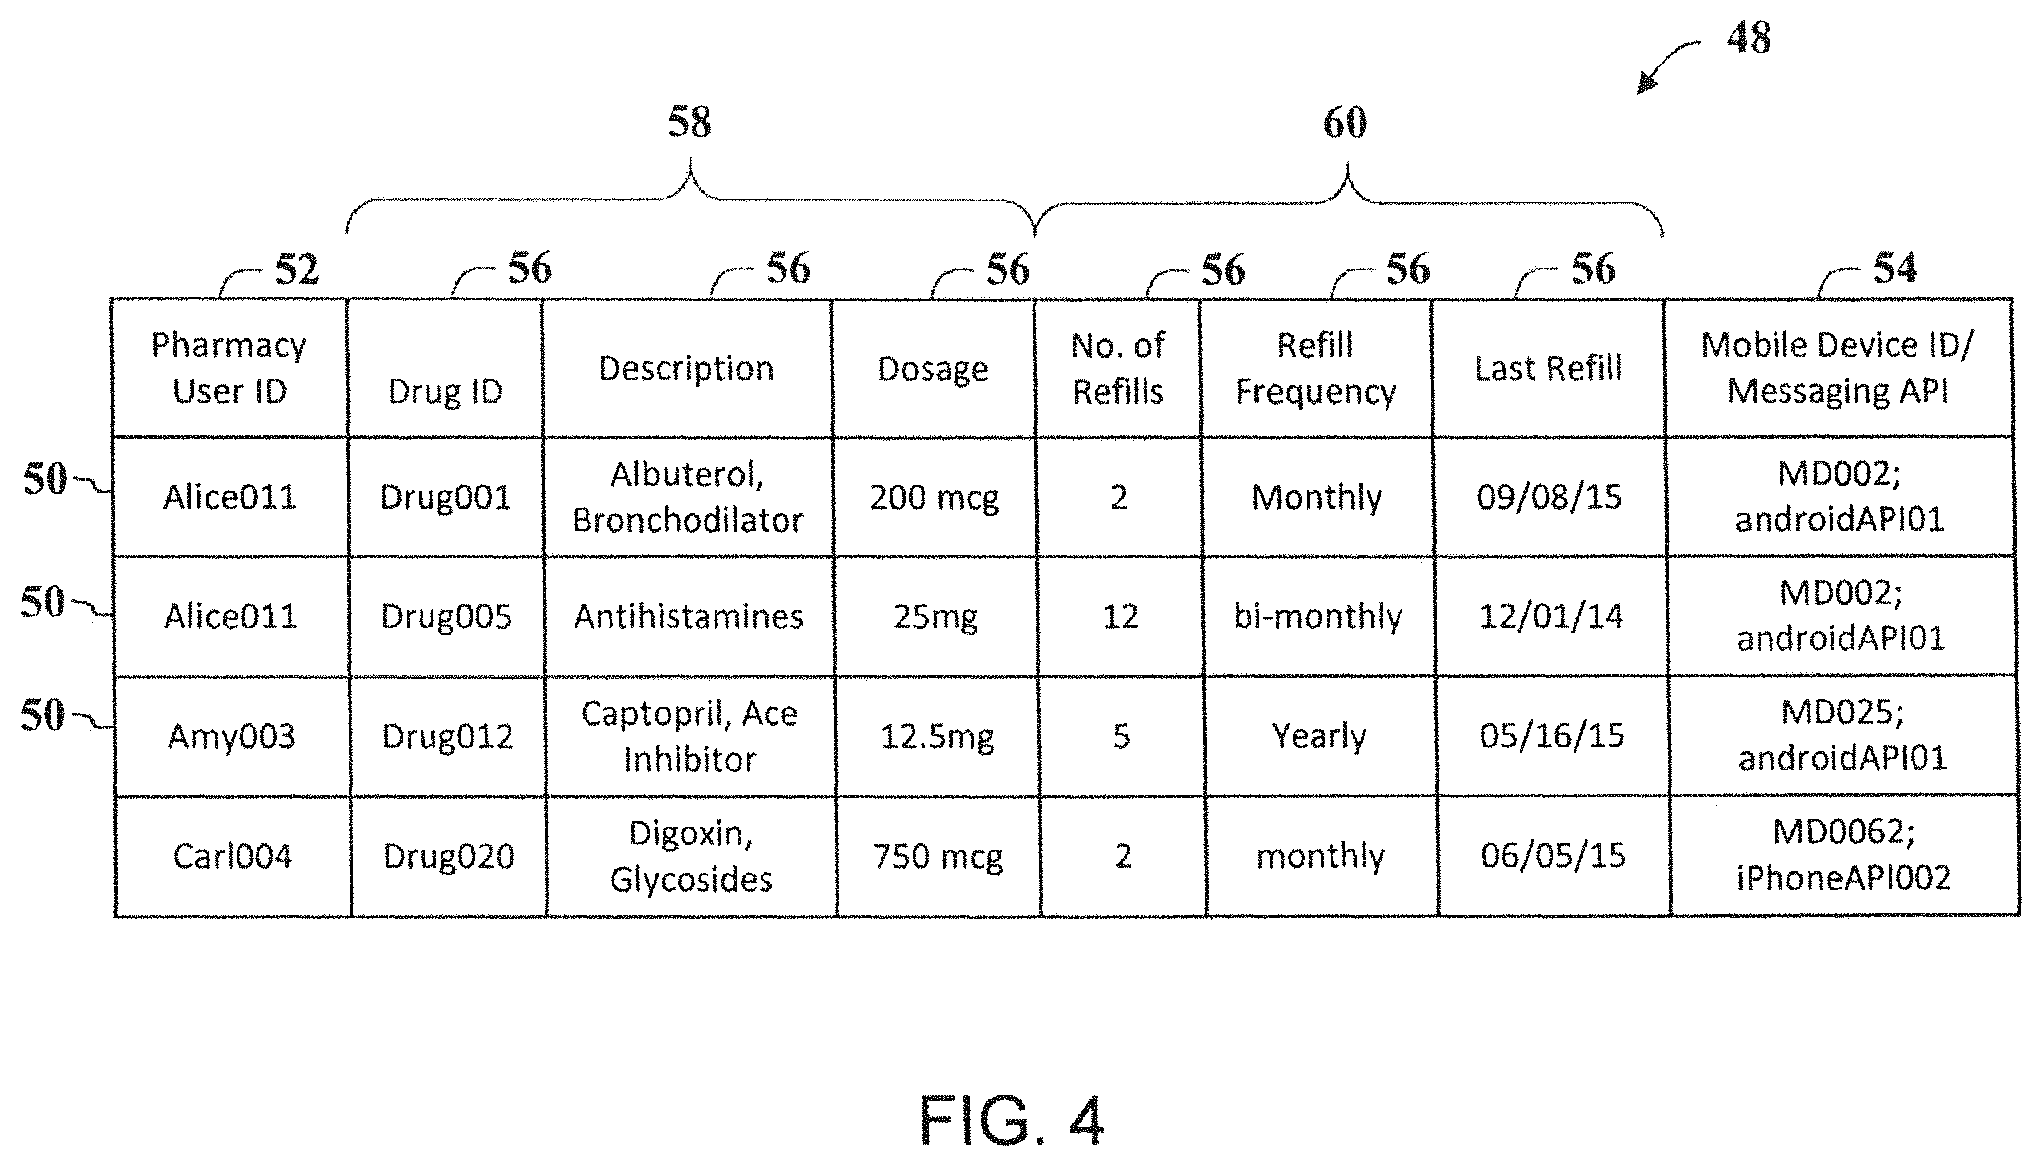 48
58 60
52 56 56 56 56 56 56 54
Pharmacy User ID Drug ID Description Dosage No. of Refills Refill Frequency Last Refill Mobile Device ID/ Messaging API
50 Alice011 Drug001 Albuterol, Bronchodilator 200 mcg 2 Monthly 09/08/15 MD002; androidAPI01
50 Alice011 Drug005 Antihistamines 25mg 12 bi-monthly 12/01/14 MD002; androidAPI01
50 Amy003 Drug012 Captopril, Ace Inhibitor 12.5mg 5 Yearly 05/16/15 MD025; androidAPI01
Carl004 Drug020 Digoxin, Glycosides 750 mcg 2 monthly 06/05/15 MD0062; iPhoneAPI002
FIG. 4